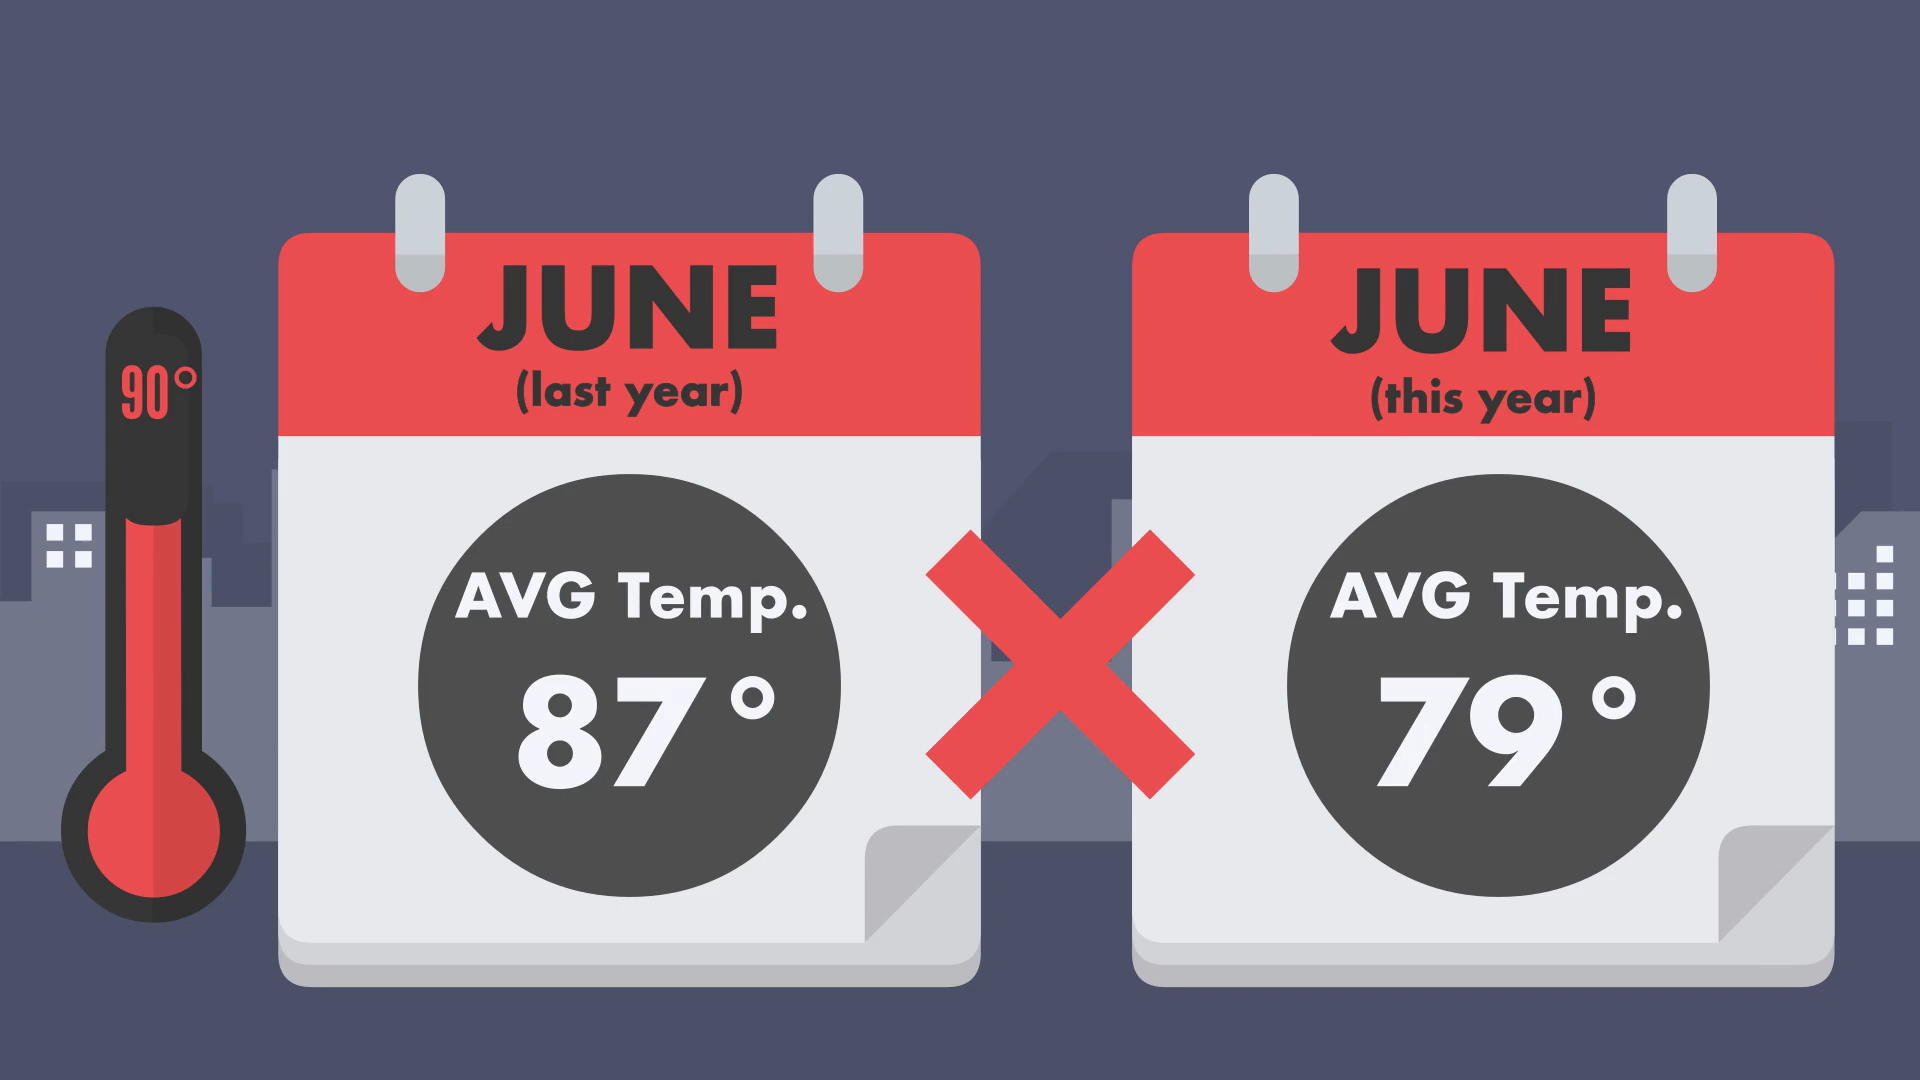 90°
JUNE
(last year)
AVG Temp.
87°
JUNE
(this year)
AVG Temp.
79°